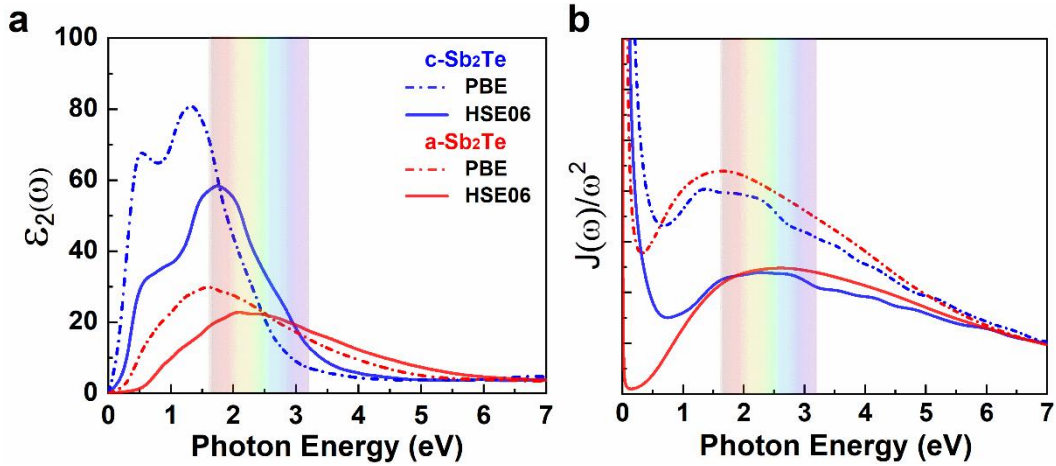 a
100
80
60
40
20
0
ε₂(ω)
c-Sb₂Te
PBE
HSE06
a-Sb₂Te
PBE
HSE06
0 1 2 3 4 5 6 7
Photon Energy (eV)
b
J(ω)/ω²
0 1 2 3 4 5 6 7
Photon Energy (eV)